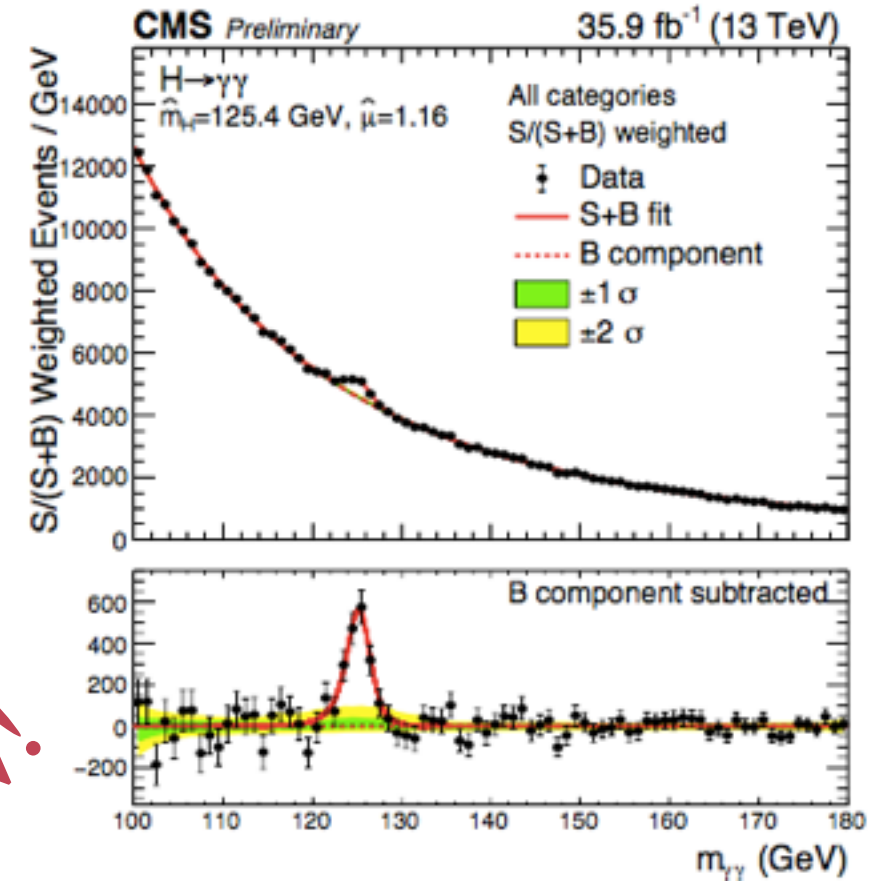 CMS Preliminary 35.9 fb⁻¹ (13 TeV)
S/(S+B) Weighted Events / GeV
H→γγ
m̂_H=125.4 GeV, μ̂=1.16
All categories
S/(S+B) weighted
Data
S+B fit
B component
±1 σ
±2 σ
14000
12000
10000
8000
6000
4000
2000
0
B component subtracted
600
400
200
0
−200
100 110 120 130 140 150 160 170 180
m_γγ (GeV)